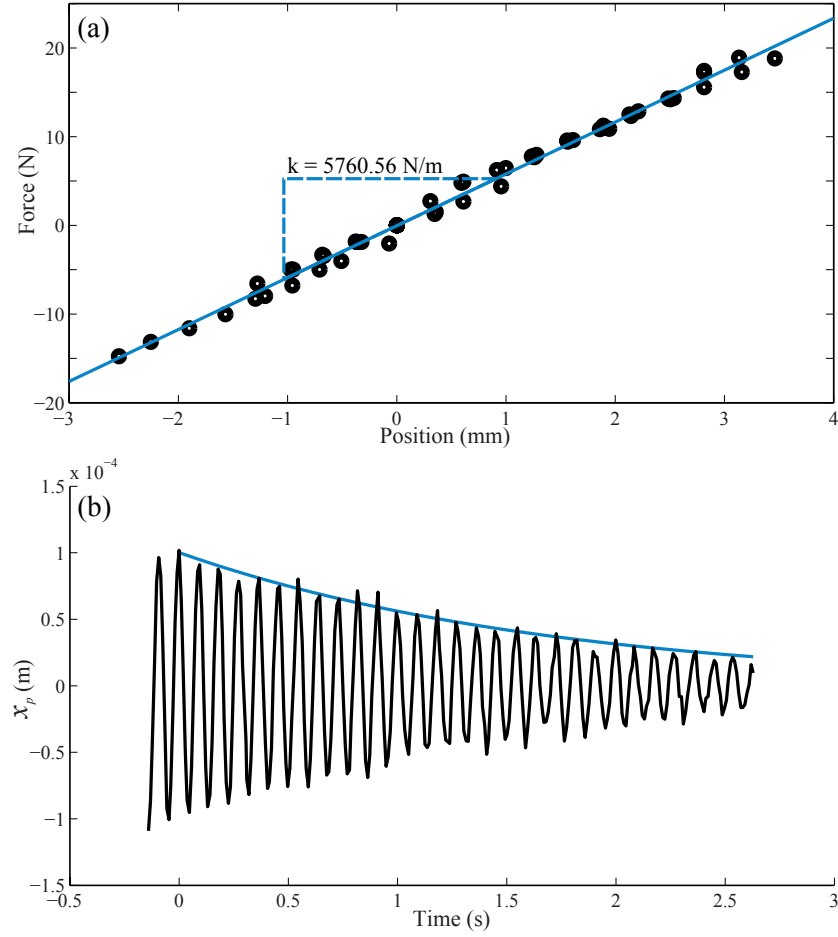 (a)
20
10
0
−10
−20
Force (N)
k = 5760.56 N/m
−3 −2 −1 0 1 2 3 4
Position (mm)
x 10⁻⁴
(b)
1.5
1
0.5
0
−0.5
−1
−1.5
xₚ (m)
−0.5 0 0.5 1 1.5 2 2.5 3
Time (s)